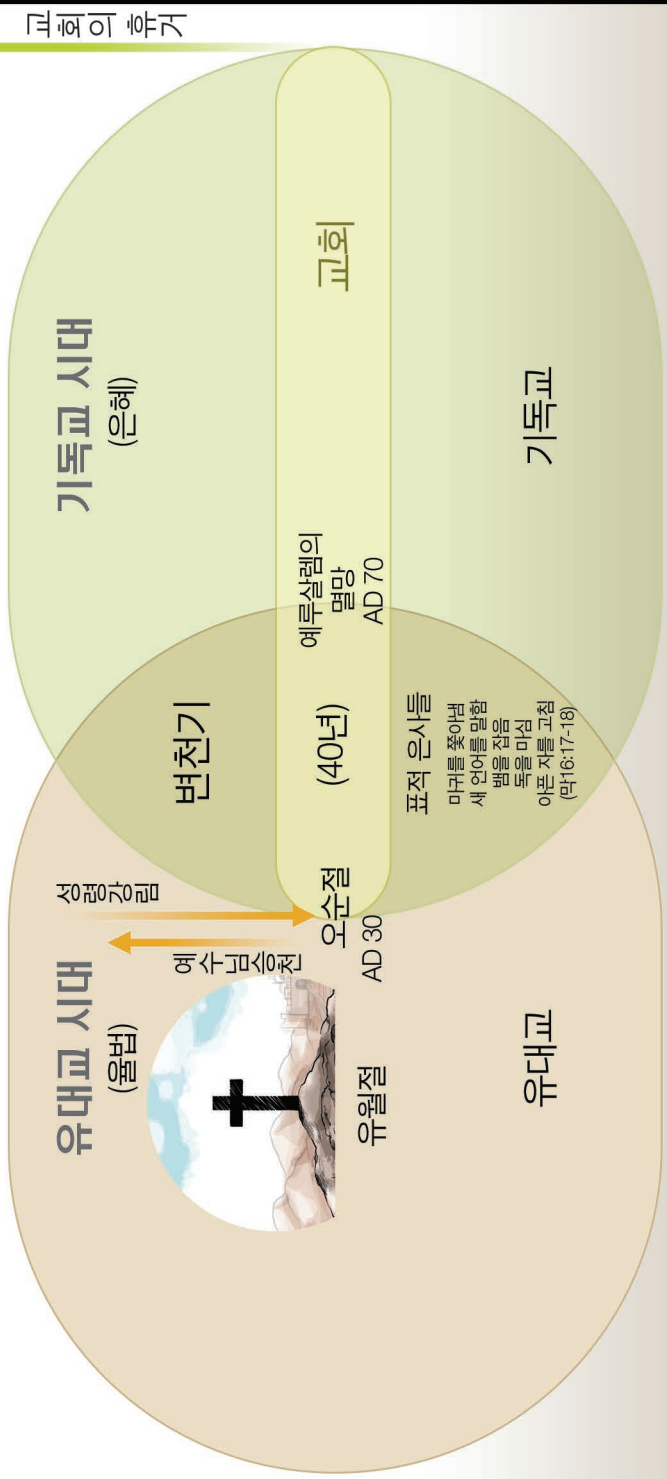 유대교 시대
(율법)
유월절
유대교
예수님승천
성령강림
오순절
AD 30
변천기
(40년)
표적 은사들
마귀를 쫓아냄
새 언어를 말함
뱀을 잡음
독을 마심
아픈 자를 고침
(막16:17-18)
예루살렘의
멸망
AD 70
기독교 시대
(은혜)
교회
기독교
교회의 휴거